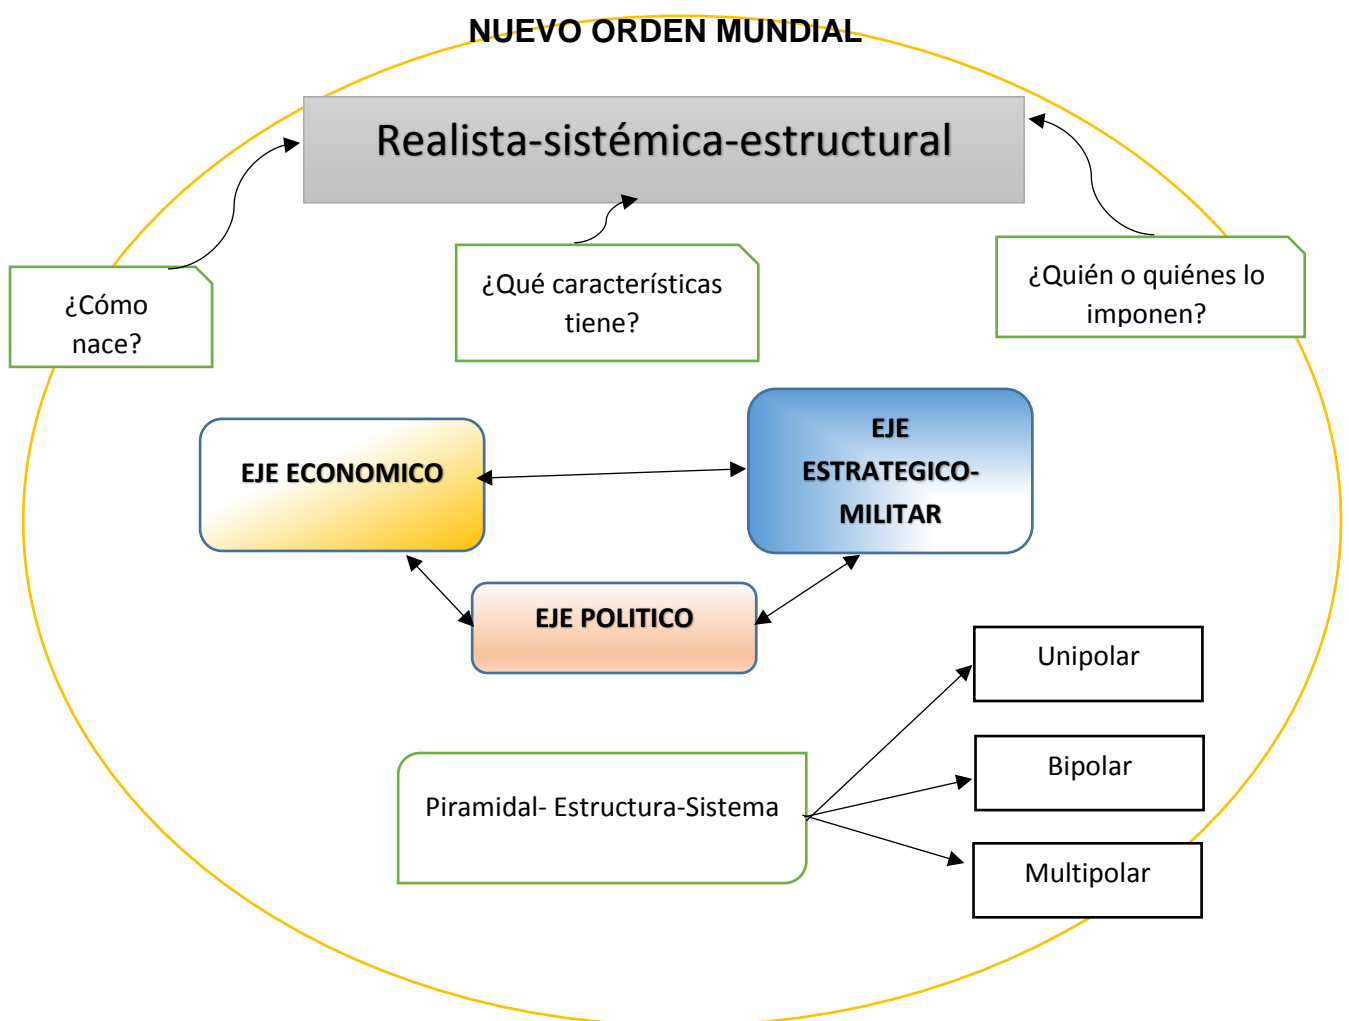 NUEVO ORDEN MUNDIAL
Realista-sistémica-estructural
¿Cómo
nace?
¿Qué característísticas
tiene?
¿Quién o quiénes lo
imponen?
EJE ECONOMICO
EJE
ESTRATEGICO-
MILITAR
EJE POLITICO
Piramidal- Estructura-Sistema
Unipolar
Bipolar
Multipolar